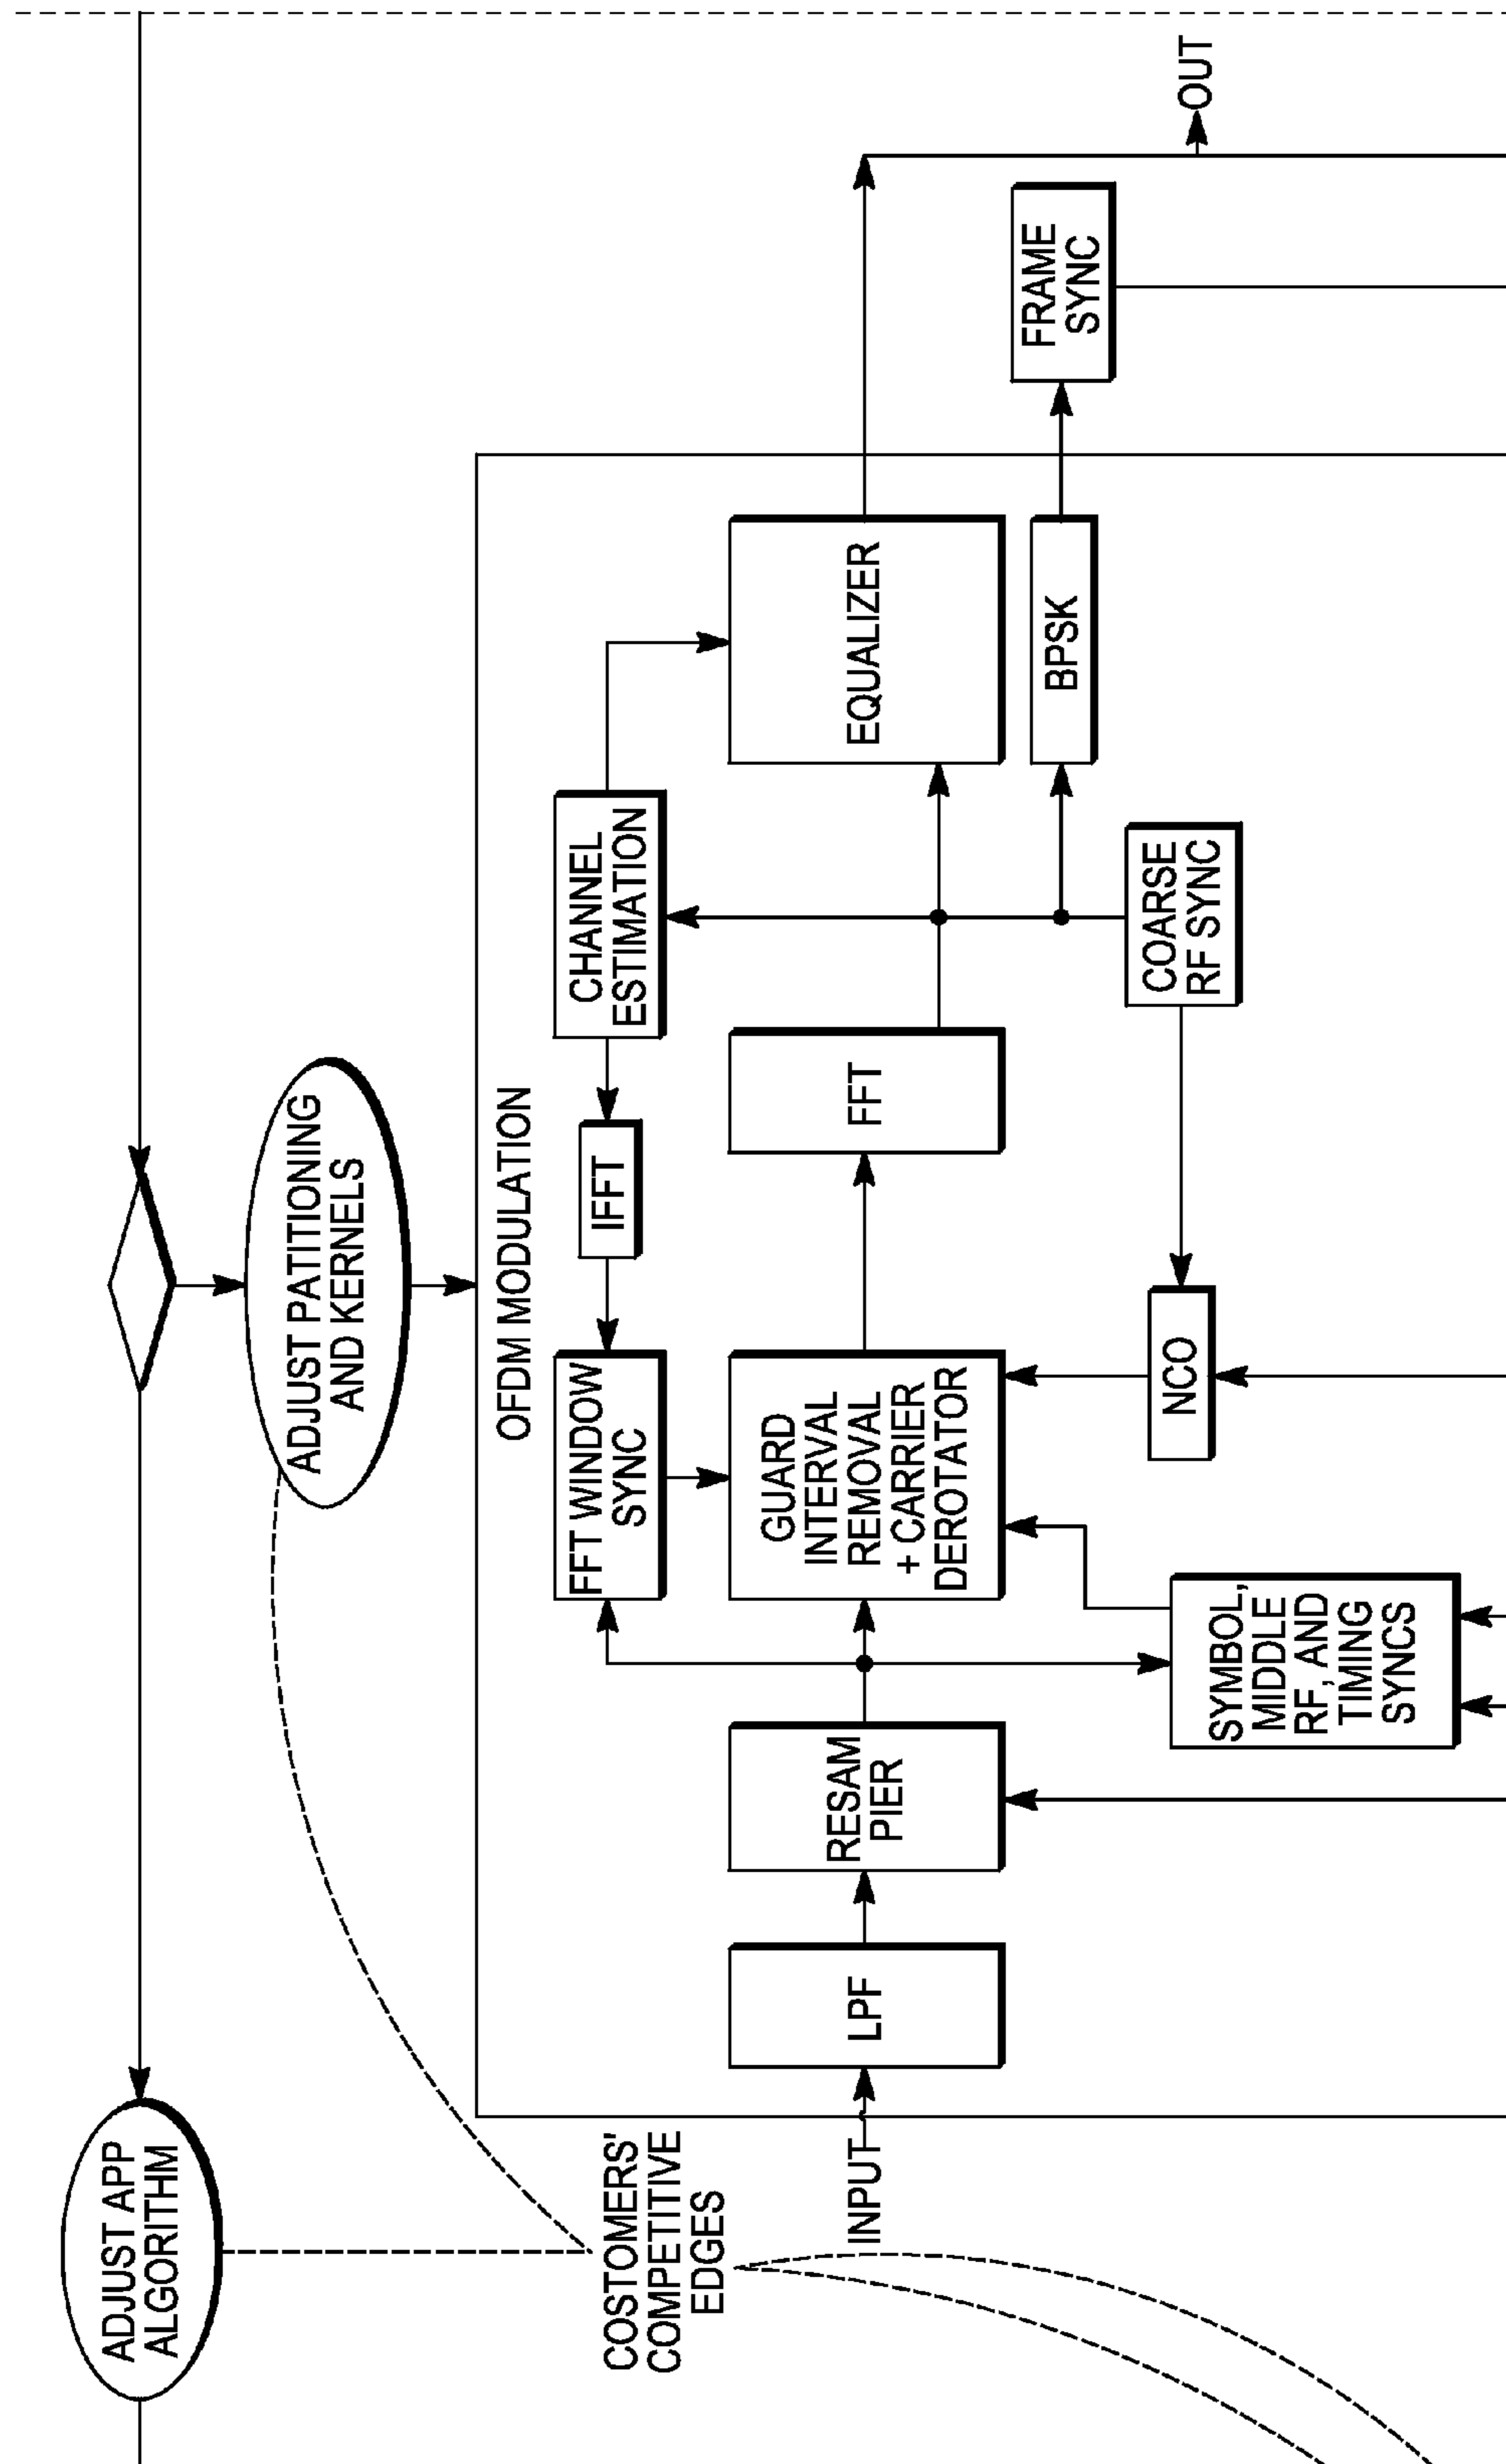 ADJUST APP
ALGORITHM
ADJUST PATITIONING
AND KERNELS
OFDM MODULATION
COSTOMERS'
COMPETITIVE
EDGES
FFT WINDOW
SYNC
IFFT
CHANNEL
ESTIMATION
INPUT
LPF
RESAM
PIER
GUARD
INTERVAL
REMOVAL
+ CARRIER
DEROTATOR
FFT
EQUALIZER
BPSK
FRAME
SYNC
OUT
SYMBOL,
MIDDLE
RF, AND
TIMING
SYNCS
NCO
COARSE
RF SYNC